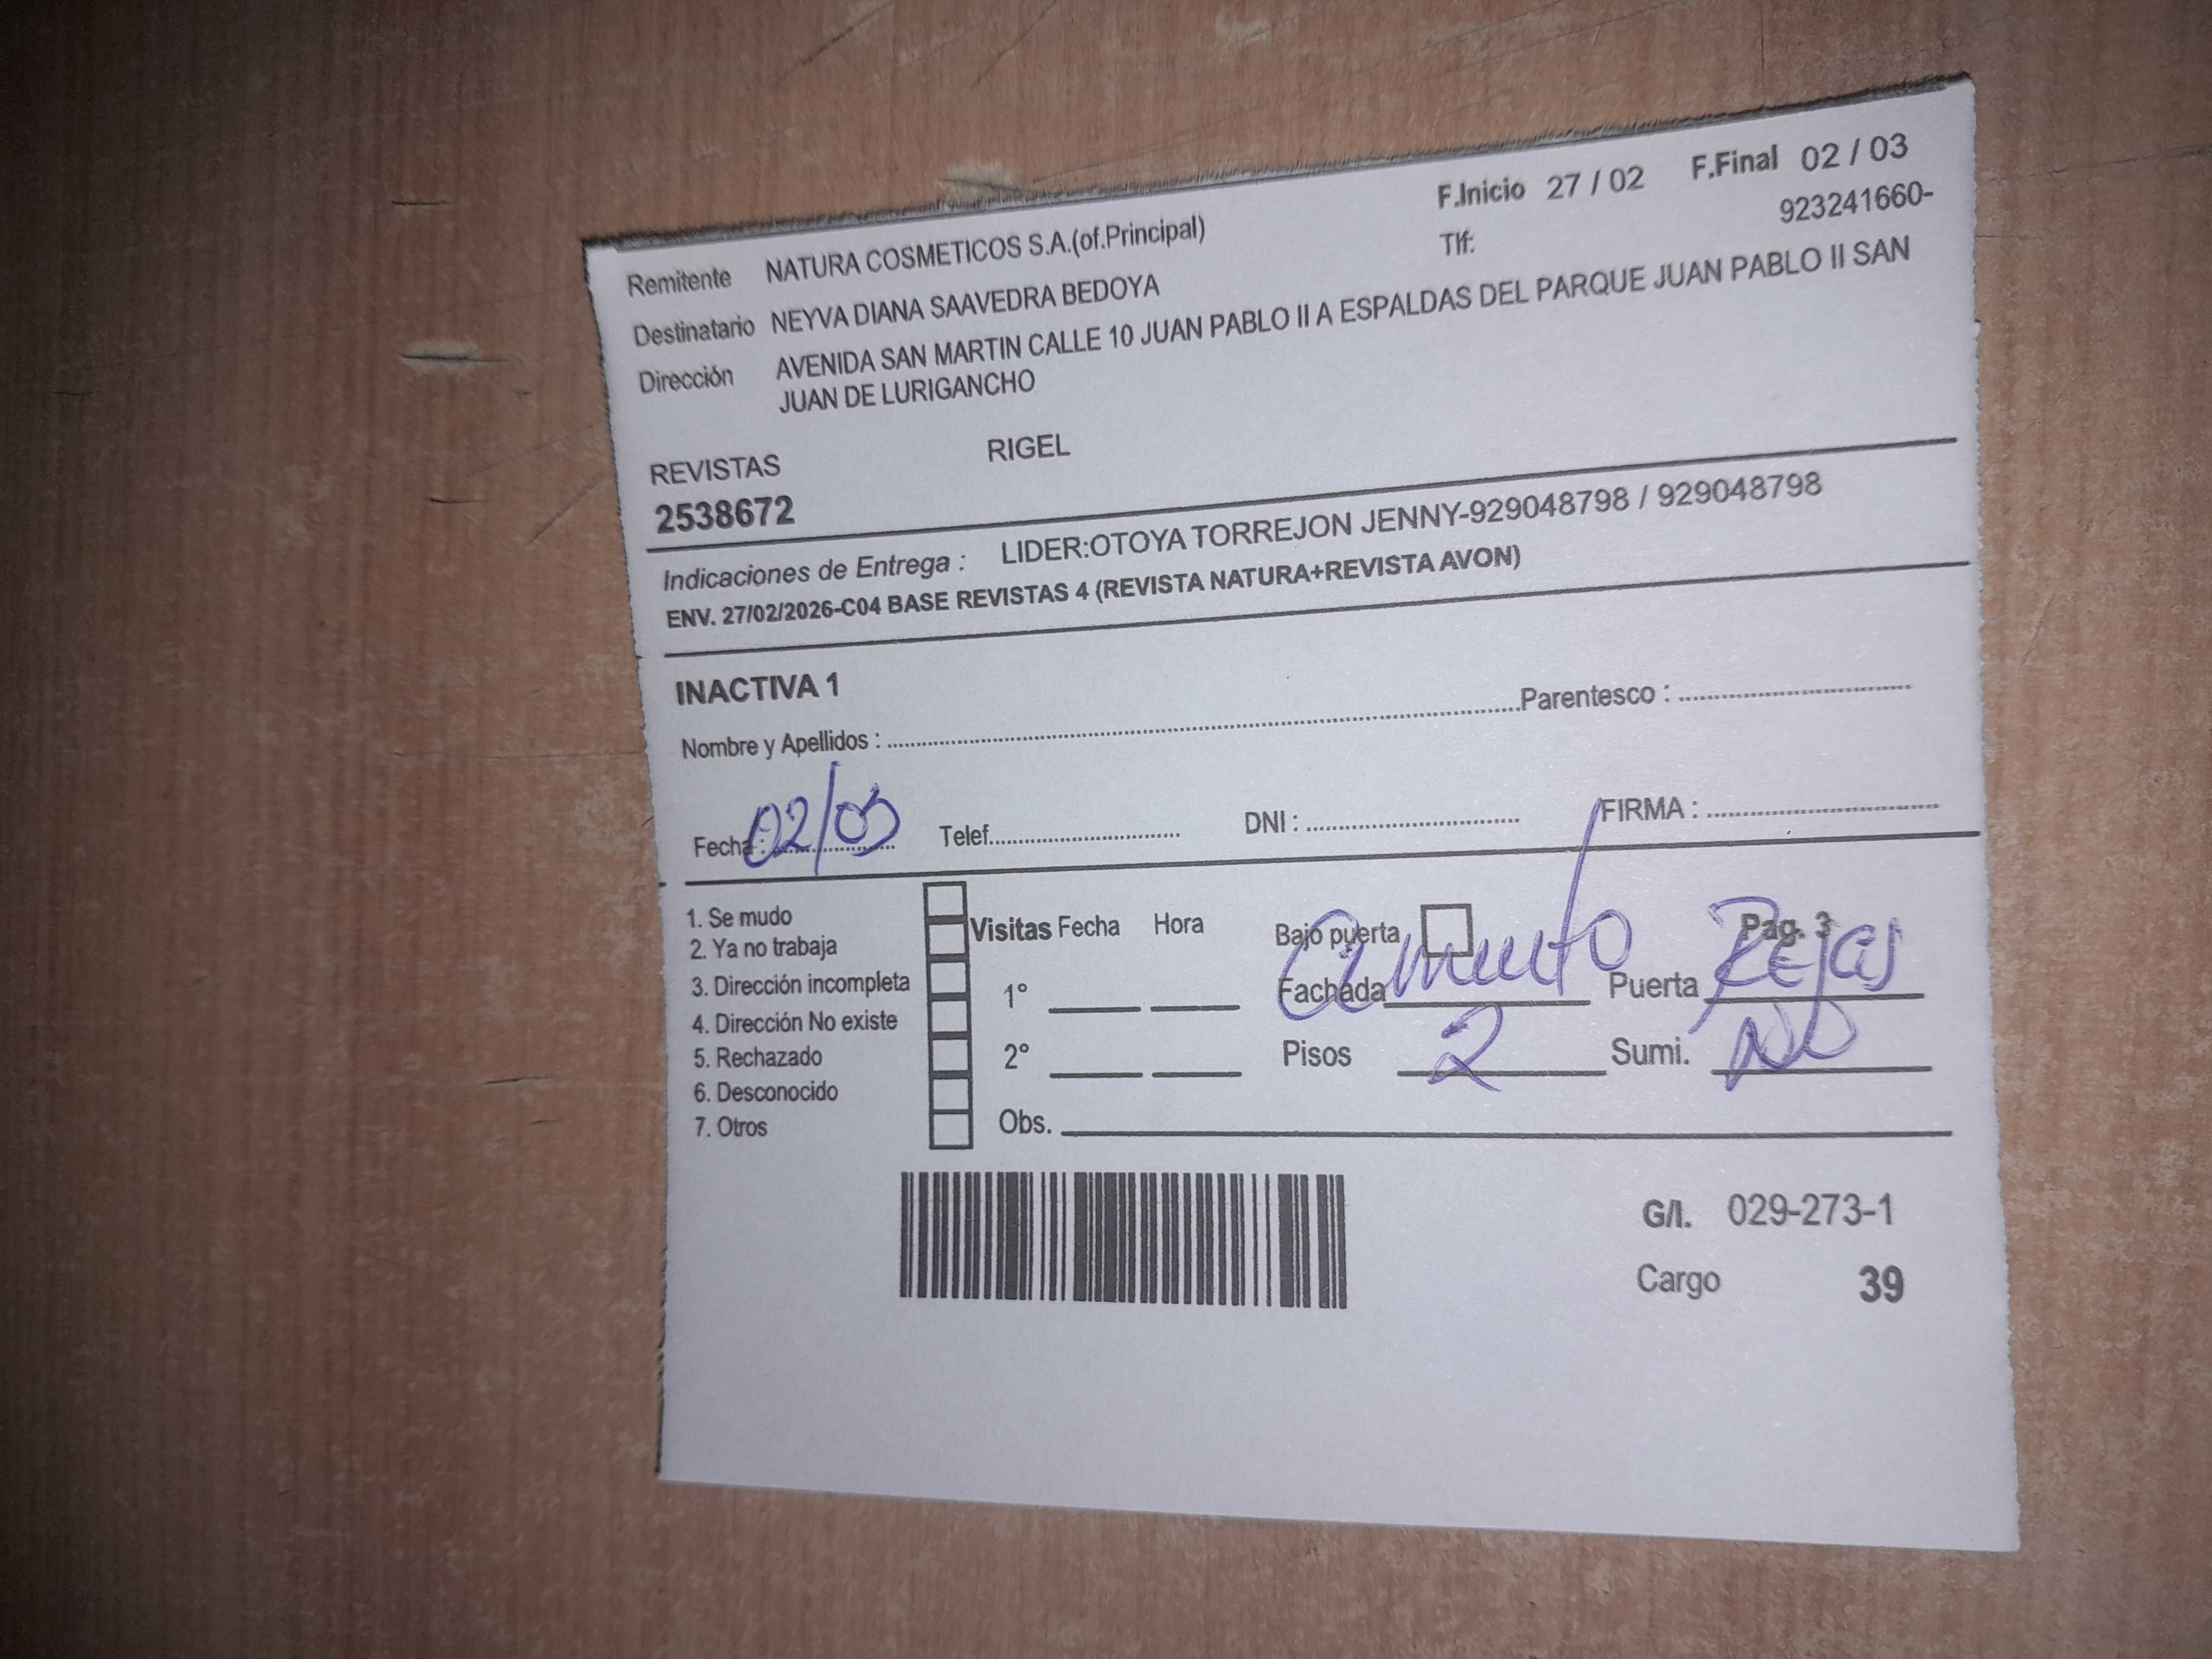 F.Inicio 27 / 02 F.Final 02 / 03
Remitente NATURA COSMETICOS S.A.(of.Principal) Tlf: 923241660-
Destinatario NEYVA DIANA SAAVEDRA BEDOYA
Dirección AVENIDA SAN MARTIN CALLE 10 JUAN PABLO II A ESPALDAS DEL PARQUE JUAN PABLO II SAN
JUAN DE LURIGANCHO
REVISTAS RIGEL
2538672
Indicaciones de Entrega : LIDER:OTOYA TORREJON JENNY-929048798 / 929048798
ENV. 27/02/2026-C04 BASE REVISTAS 4 (REVISTA NATURA+REVISTA AVON)
INACTIVA 1
Nombre y Apellidos : Parentesco :
Fecha : 02/03 Telef. DNI : FIRMA :
1. Se mudo
2. Ya no trabaja
3. Dirección incompleta
4. Dirección No existe
5. Rechazado
6. Desconocido
7. Otros
Visitas Fecha Hora Bajo puerta Pag. 3
1° Fachada Cemento Puerta Rejas
2° Pisos 2 Sumi. NO
Obs.
G/I. 029-273-1
Cargo 39